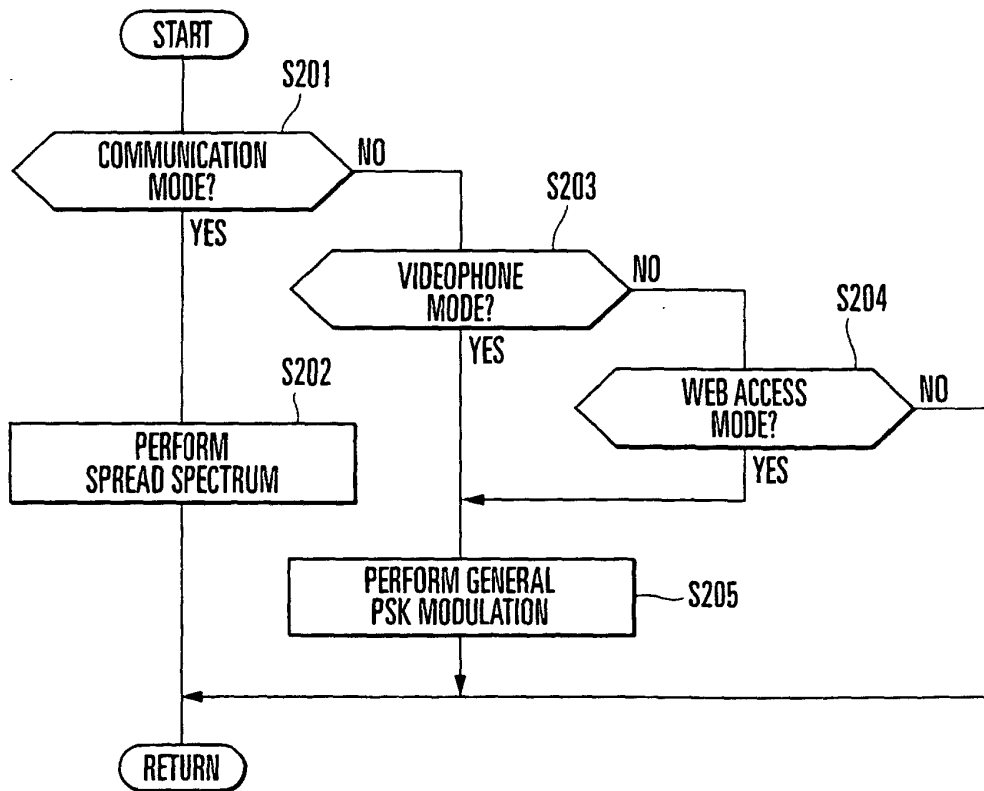 START
S201
COMMUNICATION
MODE?
NO
YES
S203
VIDEOPHONE
MODE?
NO
YES
S204
WEB ACCESS
MODE?
NO
YES
S202
PERFORM
SPREAD SPECTRUM
PERFORM GENERAL
PSK MODULATION
S205
RETURN